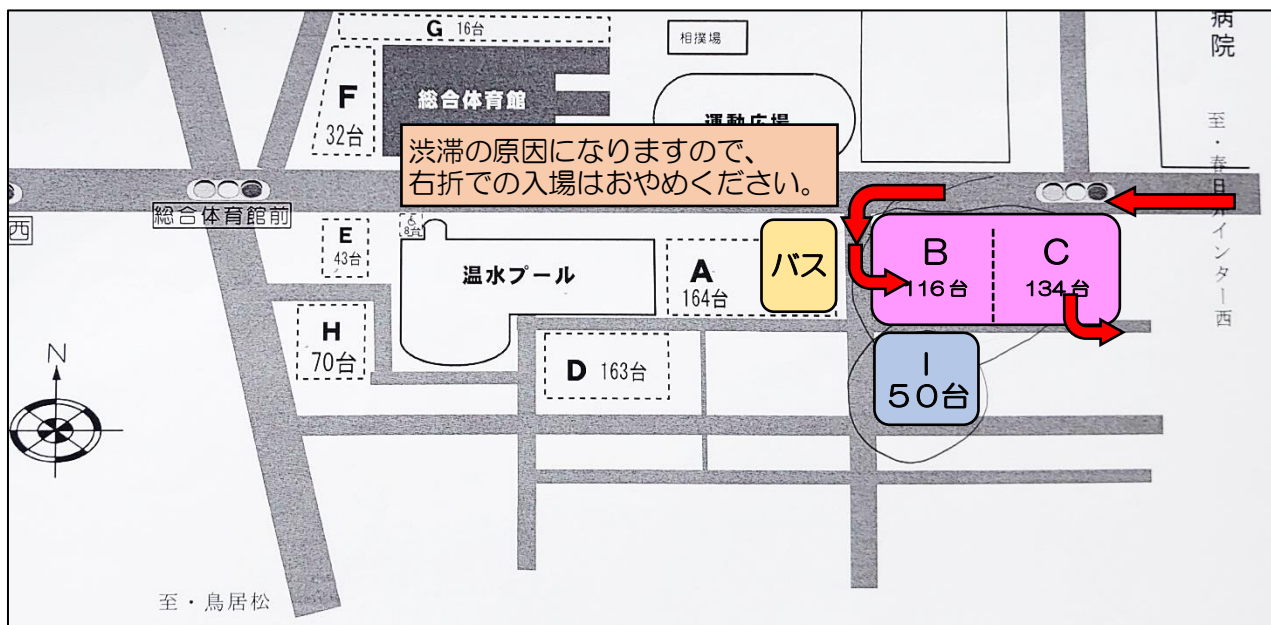 G 16台
相撲場
病院
F
32台
総合体育館
運動広場
至・春日井インター西
渋滞の原因になりますので、
右折での入場はおやめください。
西
総合体育館前
E
43台
8台
温水プール
A
164台
バス
B
116台
C
134台
H
70台
D 163台
I
50台
N
至・鳥居松